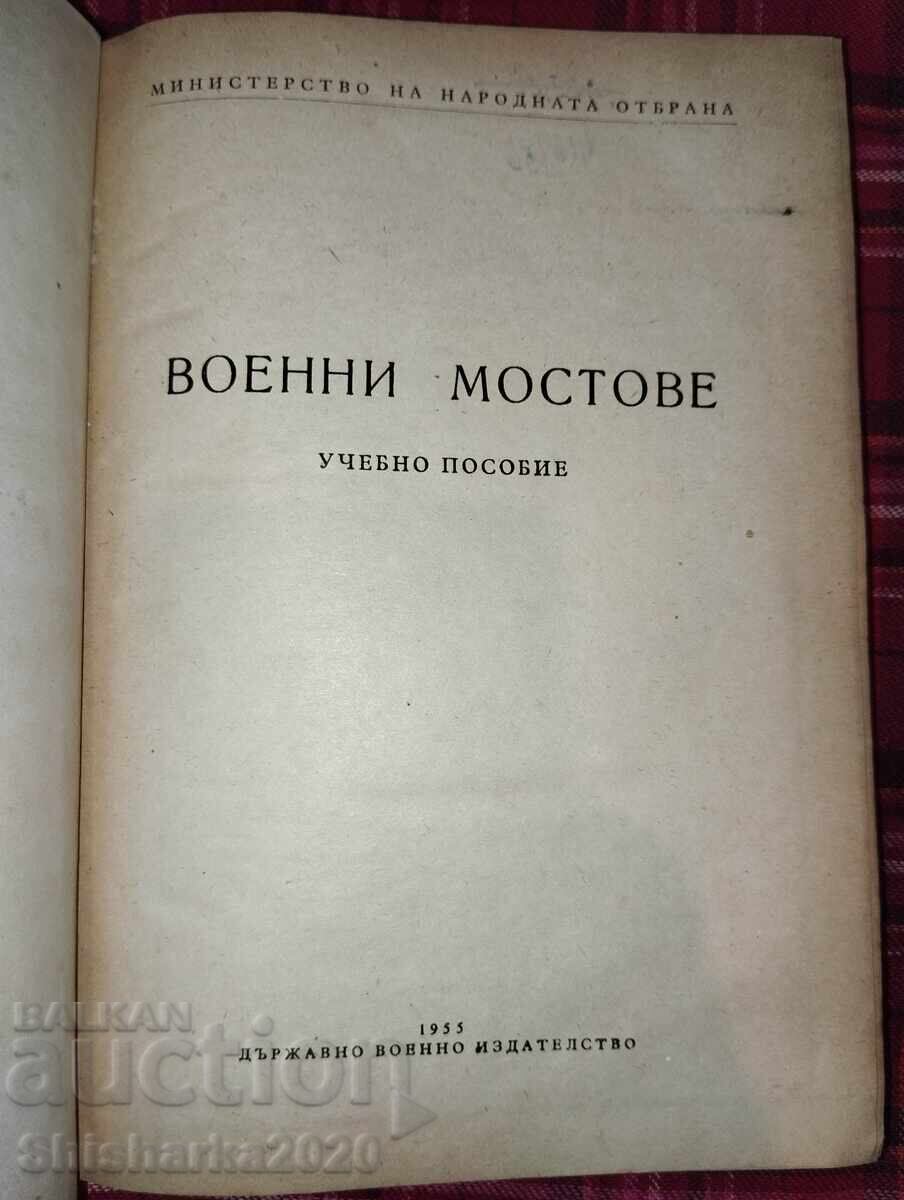 МИНИСТЕРСТВО НА НАРОДНАТА ОТБРАНА
ВОЕННИ МОСТОВЕ
УЧЕБНО ПОСОБИЕ
1955
ДЪРЖАВНО ВОЕННО ИЗДАТЕЛСТВО
BALKAN
auction
Shisharka2020